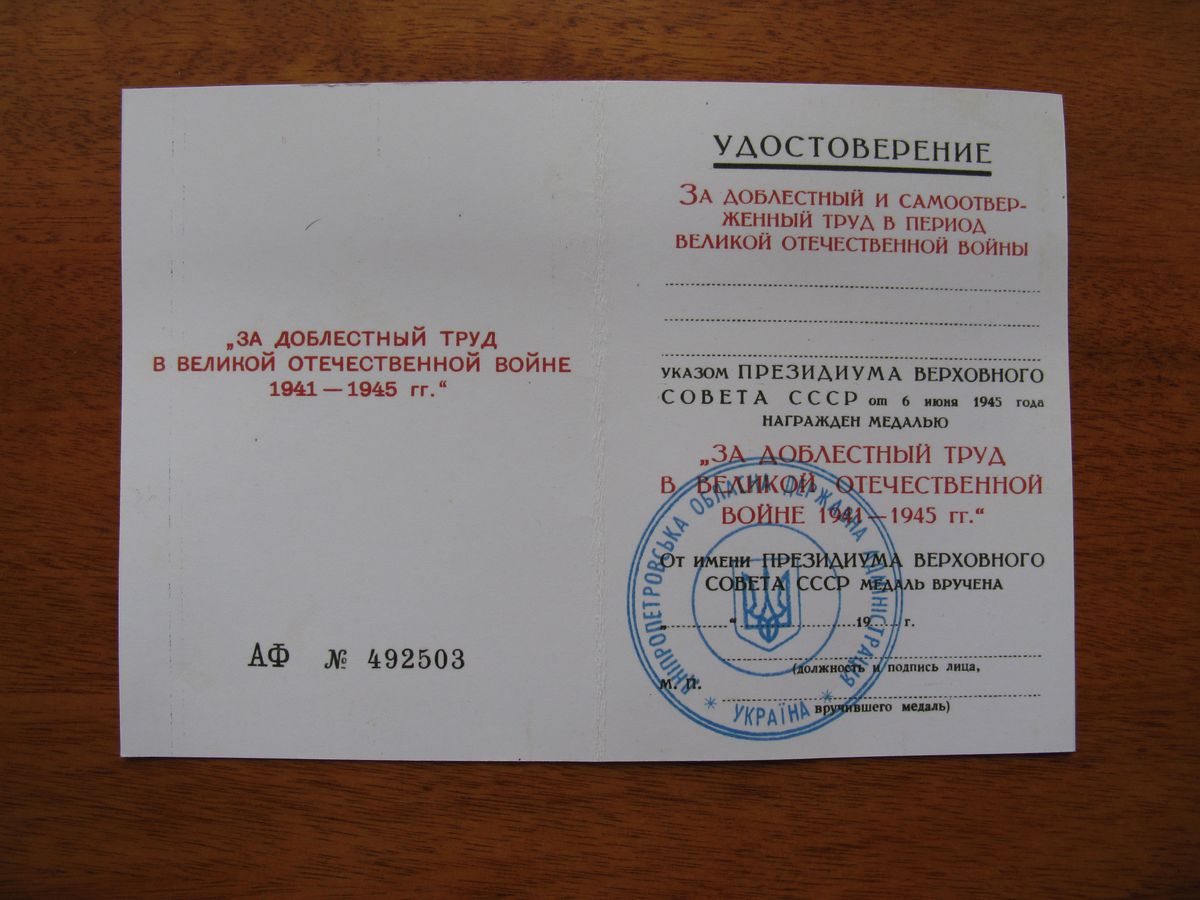 „ЗА ДОБЛЕСТНЫЙ ТРУД
В ВЕЛИКОЙ ОТЕЧЕСТВЕННОЙ ВОЙНЕ
1941 — 1945 гг.“
АФ № 492503
УДОСТОВЕРЕНИЕ
ЗА ДОБЛЕСТНЫЙ И САМООТВЕР-
ЖЕННЫЙ ТРУД В ПЕРИОД
ВЕЛИКОЙ ОТЕЧЕСТВЕННОЙ ВОЙНЫ
УКАЗОМ ПРЕЗИДИУМА ВЕРХОВНОГО
СОВЕТА СССР от 6 июня 1945 года
НАГРАЖДЕН МЕДАЛЬЮ
„ЗА ДОБЛЕСТНЫЙ ТРУД
В ВЕЛИКОЙ ОТЕЧЕСТВЕННОЙ
ВОЙНЕ 1941 — 1945 гг.“
ОТ ИМЕНИ ПРЕЗИДИУМА ВЕРХОВНОГО
СОВЕТА СССР МЕДАЛЬ ВРУЧЕНА
„..........“ .................... 19..... г.
(должность и подпись лица,
М. П.
вручившего медаль)
ДНІПРОПЕТРОВСЬКА ОБЛАСНА ДЕРЖАВНА АДМІНІСТРАЦІЯ
* УКРАЇНА *